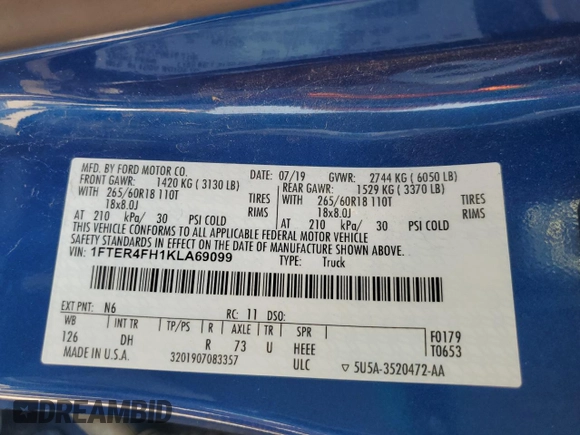 MFD. BY FORD MOTOR CO.
DATE: 07/19 GVWR: 2744 KG ( 6050 LB)
FRONT GAWR: 1420 KG ( 3130 LB) REAR GAWR: 1529 KG ( 3370 LB)
WITH 265/60R18 110T TIRES WITH 265/60R18 110T TIRES
18x8.0J RIMS 18x8.0J RIMS
AT 210 kPa/ 30 PSI COLD AT 210 kPa/ 30 PSI COLD
THIS VEHICLE CONFORMS TO ALL APPLICABLE FEDERAL MOTOR VEHICLE
SAFETY STANDARDS IN EFFECT ON THE DATE OF MANUFACTURE SHOWN ABOVE.
VIN: 1FTER4FH1KLA69099
TYPE: Truck
EXT PNT: N6 RC: 11 DSO:
WB INT TR TP/PS R AXLE TR SPR F0179
126 DH R 73 U HEEE T0653
MADE IN U.S.A. 3201907083357 ULC 5U5A-3520472-AA
DREAMBID